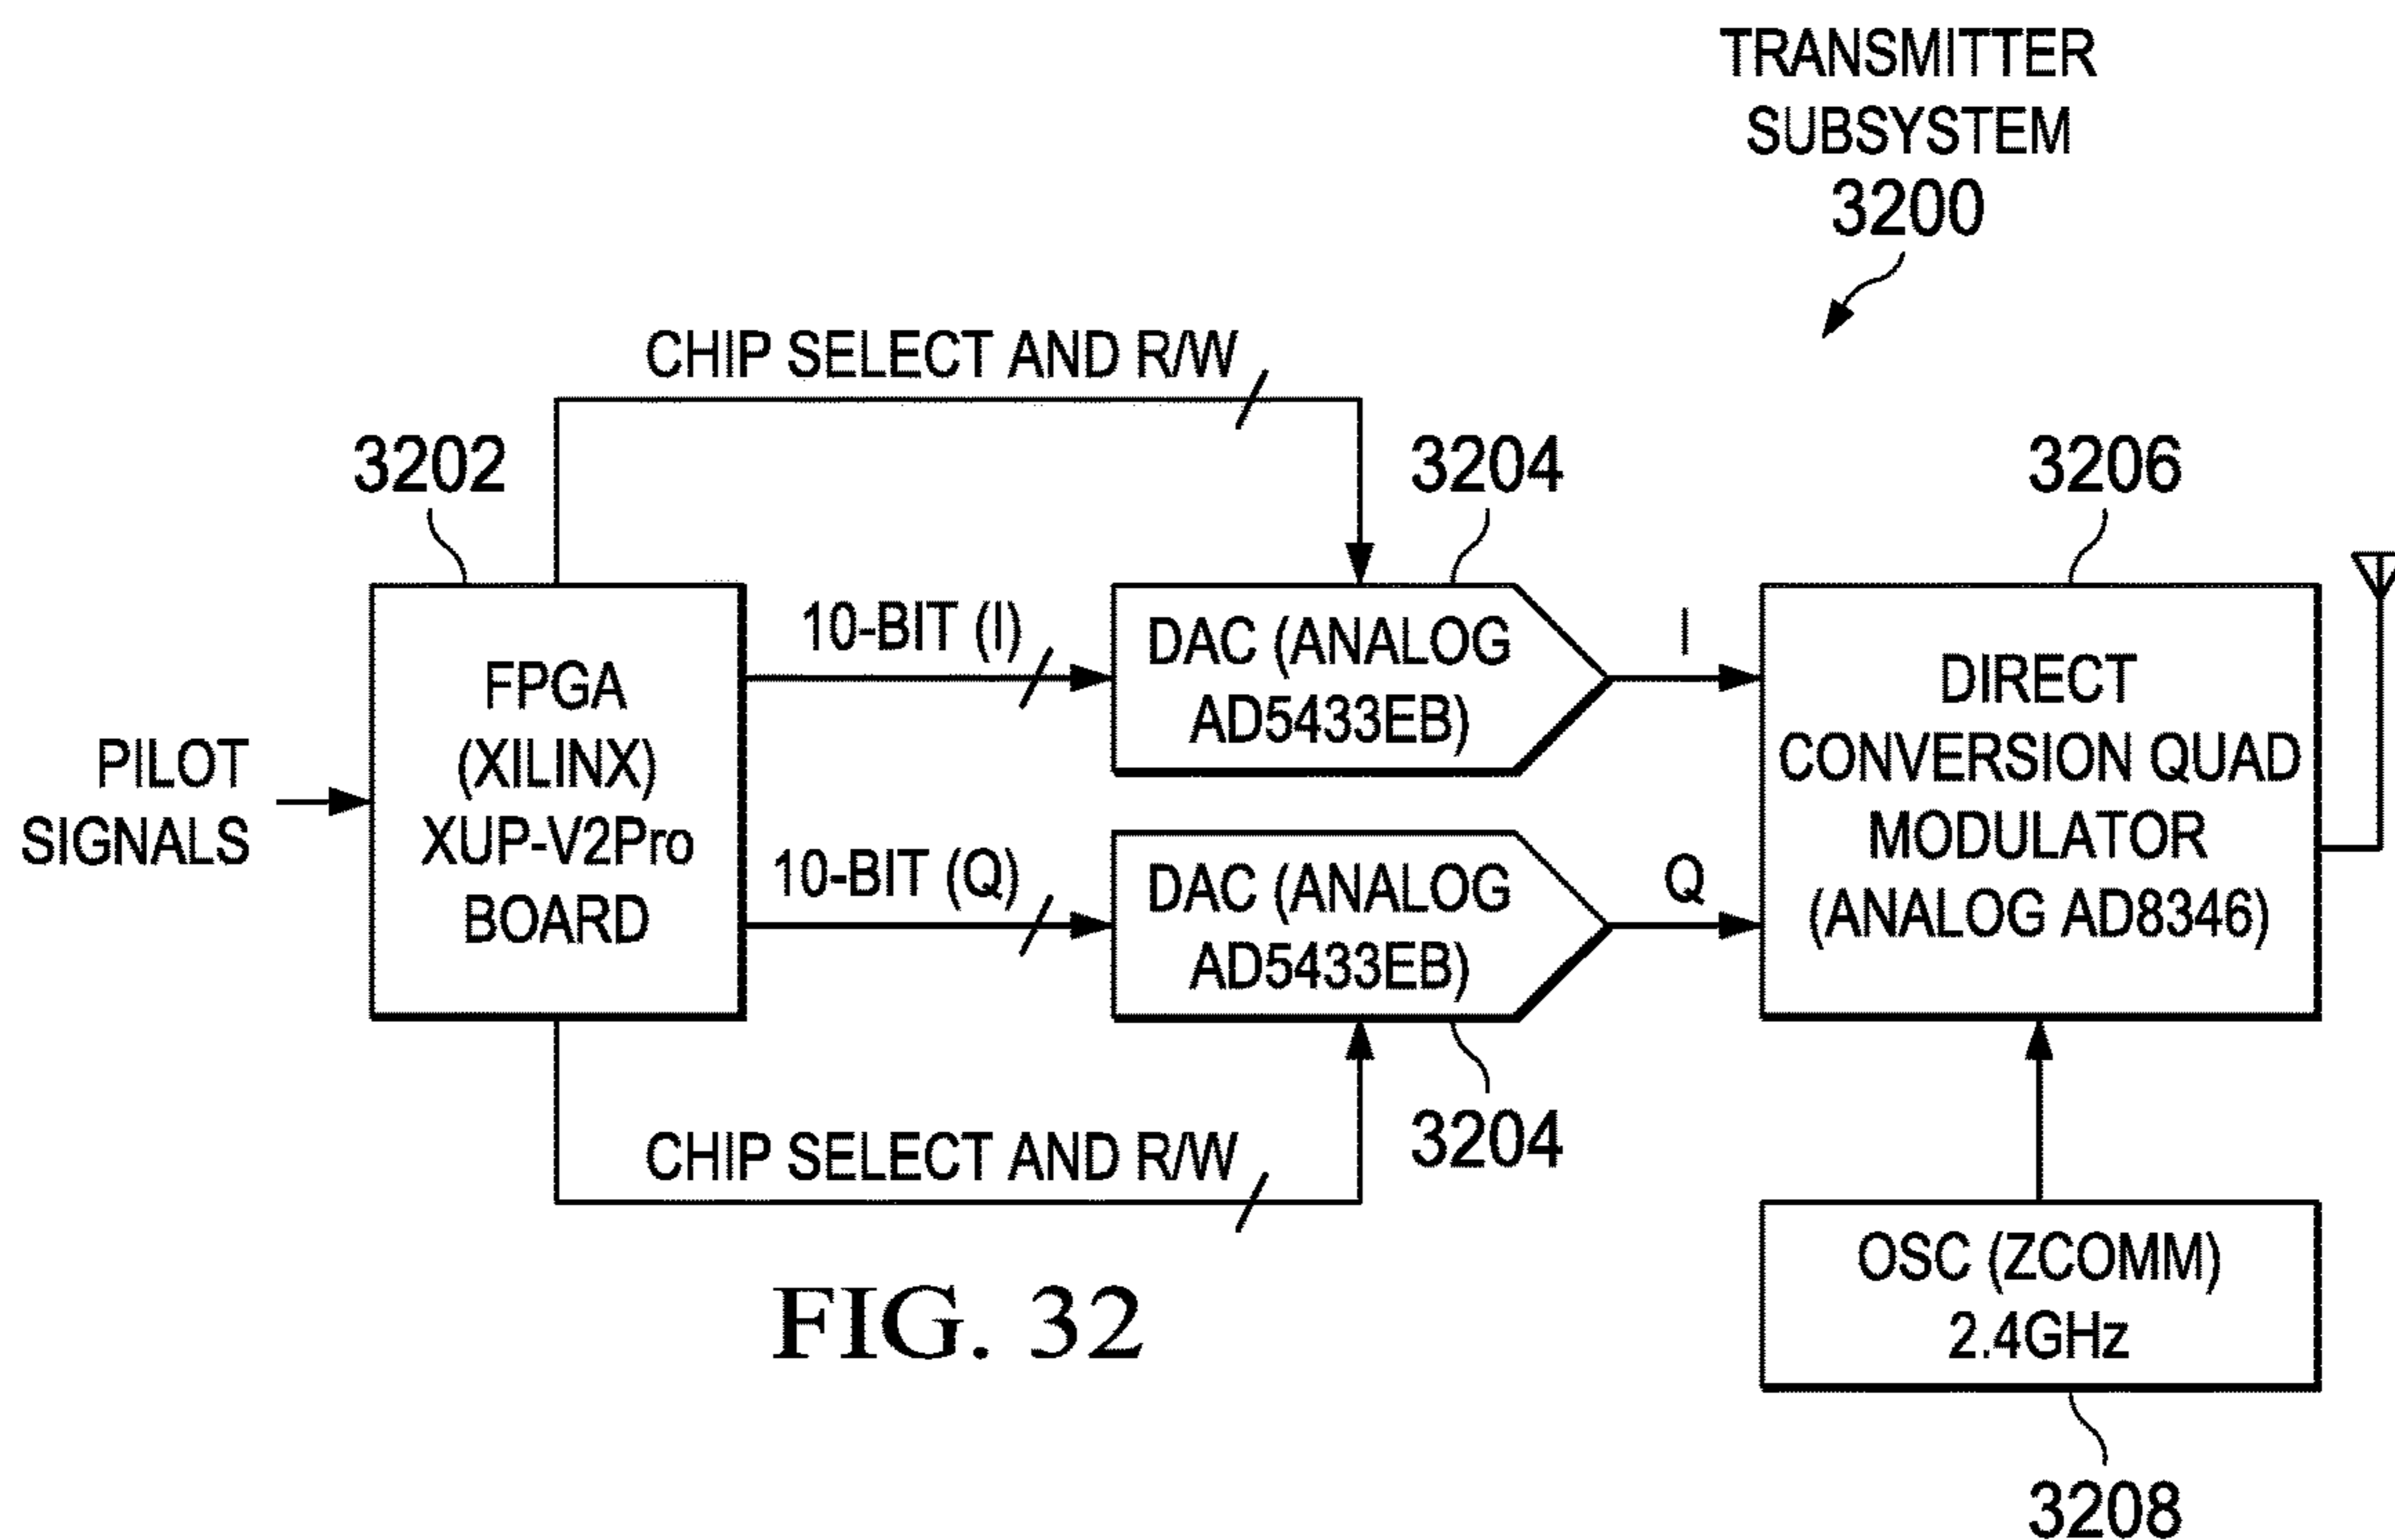 TRANSMITTER
SUBSYSTEM
3200
CHIP SELECT AND R/W
3202
3204
3206
10-BIT (I)
DAC (ANALOG
AD5433EB)
I
FPGA
(XILINX)
XUP-V2Pro
BOARD
PILOT
SIGNALS
DIRECT
CONVERSION QUAD
MODULATOR
(ANALOG AD8346)
10-BIT (Q)
DAC (ANALOG
AD5433EB)
Q
CHIP SELECT AND R/W
3204
OSC (ZCOMM)
2.4GHz
FIG. 32
3208